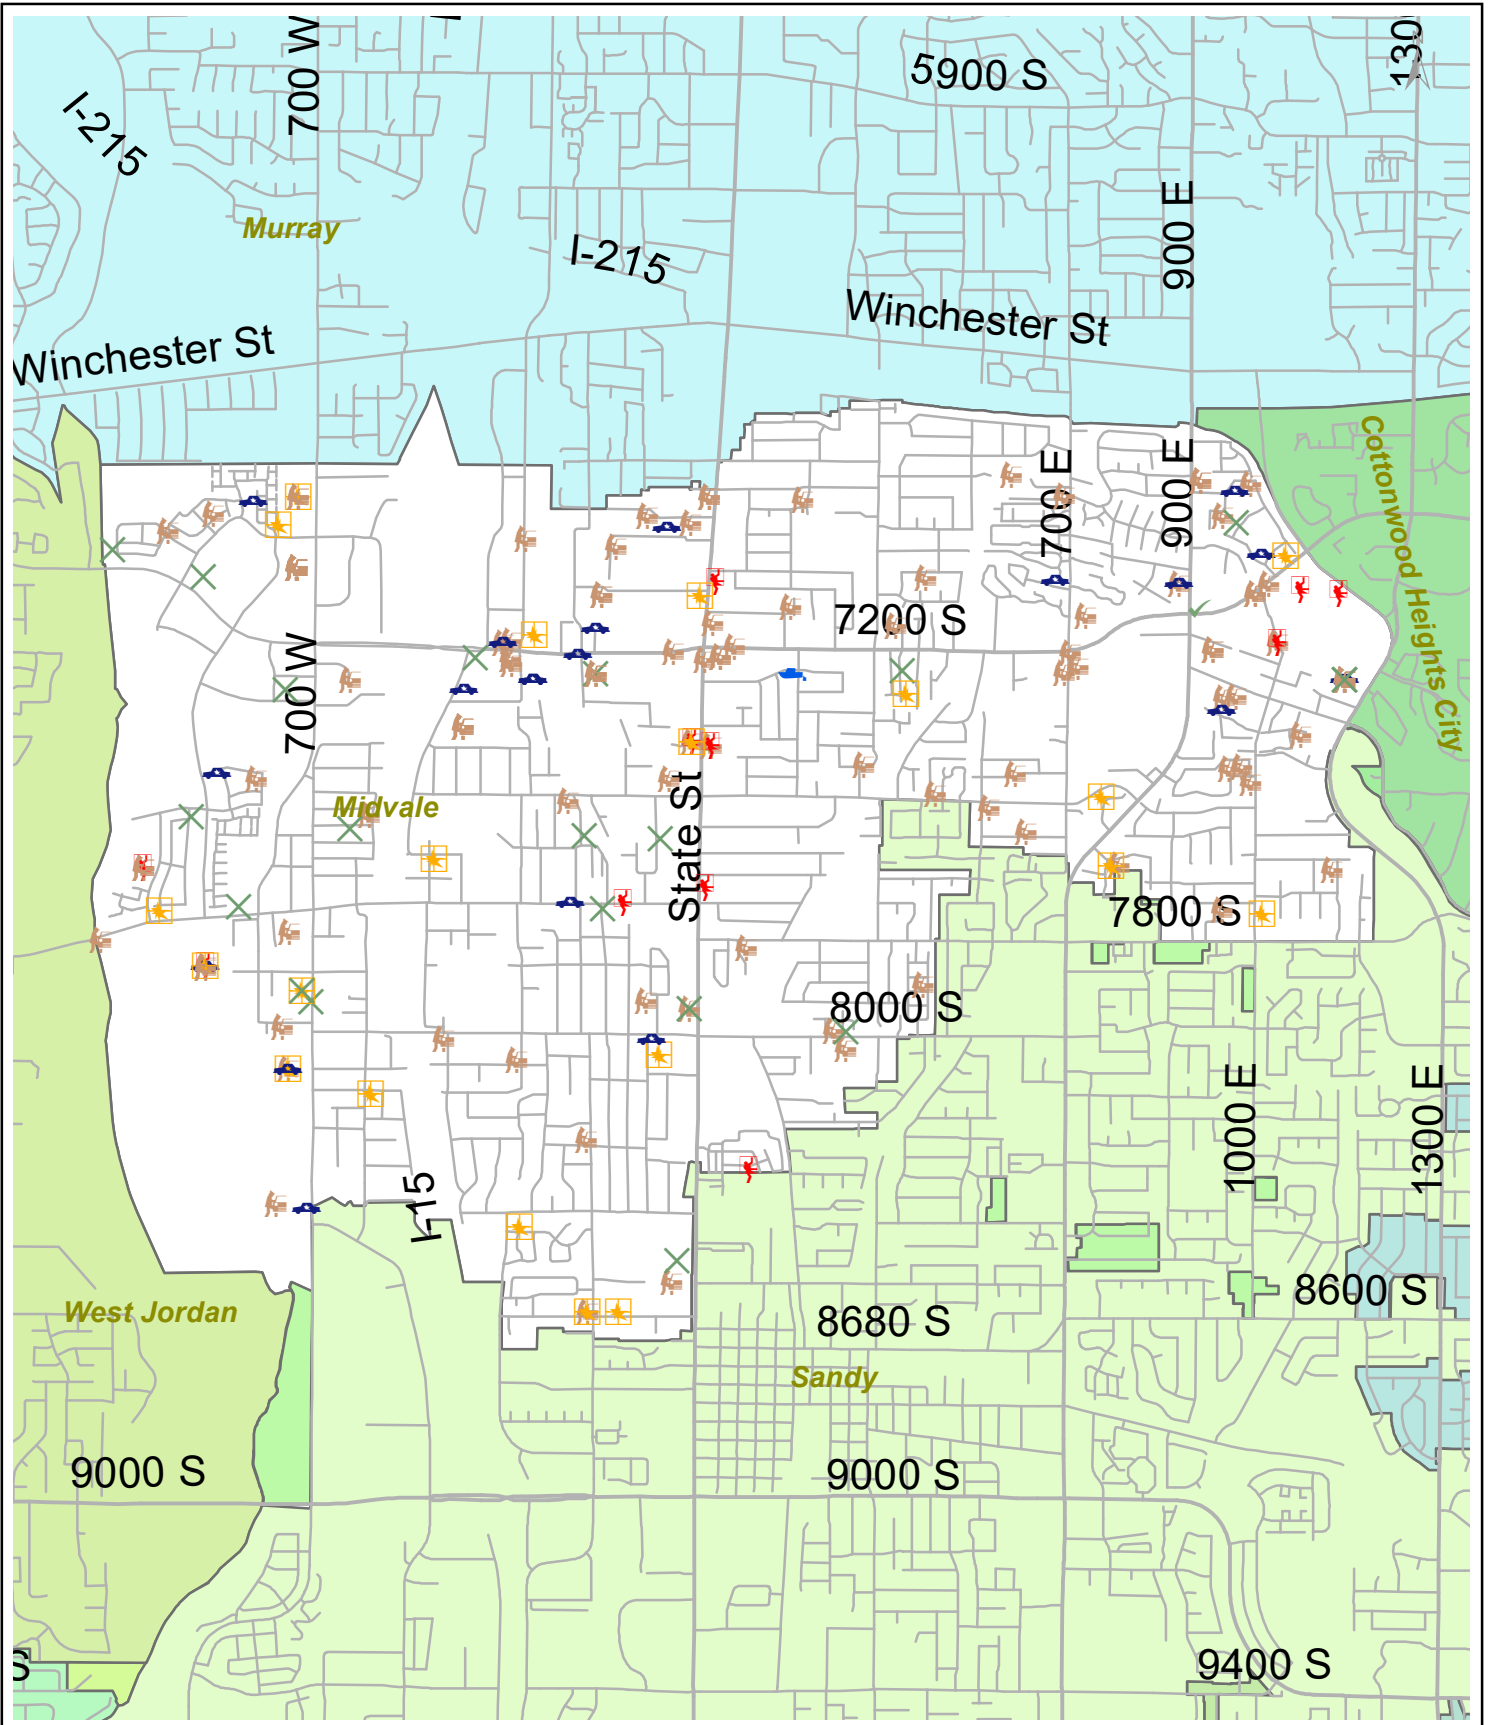 700 W
130
5900 S
I-215
Murray
I-215
900 E
Winchester St
Winchester St
Cottonwood Heights City
700 E
900 E
7200 S
700 W
Midvale
State St
7800 S
8000 S
1000 E
1300 E
I-15
8600 S
West Jordan
8680 S
Sandy
9000 S
9000 S
S
9400 S